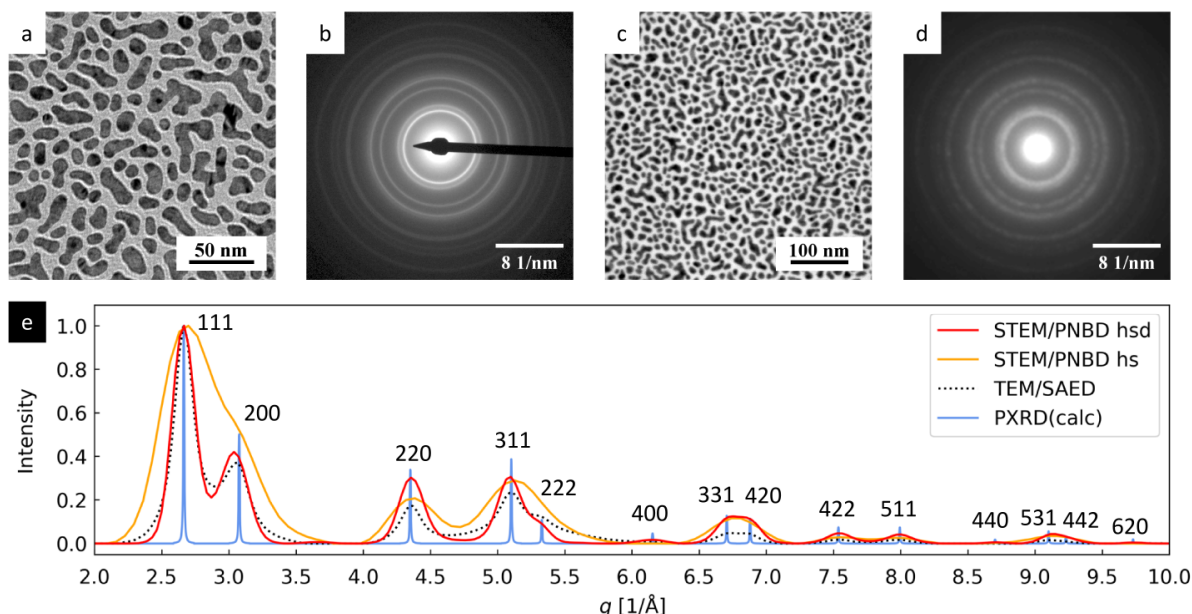 a
b
c
d
50 nm
8 1/nm
100 nm
8 1/nm
e
Intensity
1.0
0.8
0.6
0.4
0.2
0.0
111
200
220
311
222
400
331
420
422
511
440
531
442
620
STEM/PNBD hsd
STEM/PNBD hs
TEM/SAED
PXRD(calc)
2.0 2.5 3.0 3.5 4.0 4.5 5.0 5.5 6.0 6.5 7.0 7.5 8.0 8.5 9.0 9.5 10.0
q [1/Å]